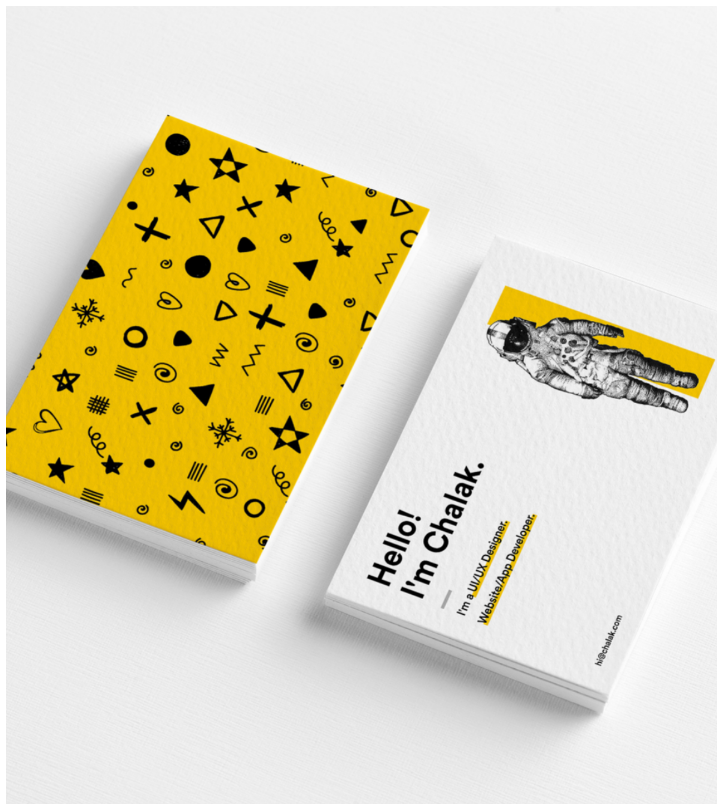 Hello!
I'm Chalak.
I'm a UI/UX Designer.
Website/App Developer.
hi@chalak.com